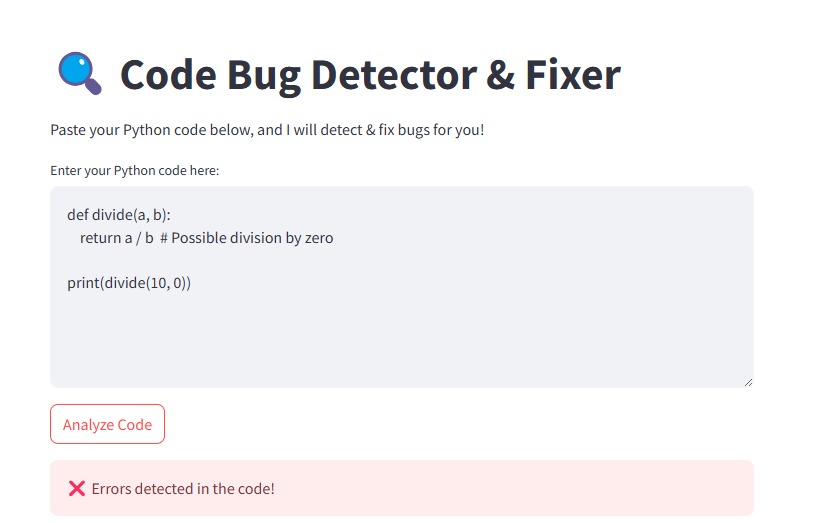 Code Bug Detector & Fixer
Paste your Python code below, and I will detect & fix bugs for you!
Enter your Python code here:
def divide(a, b):
    return a / b  # Possible division by zero
print(divide(10, 0))
Analyze Code
Errors detected in the code!